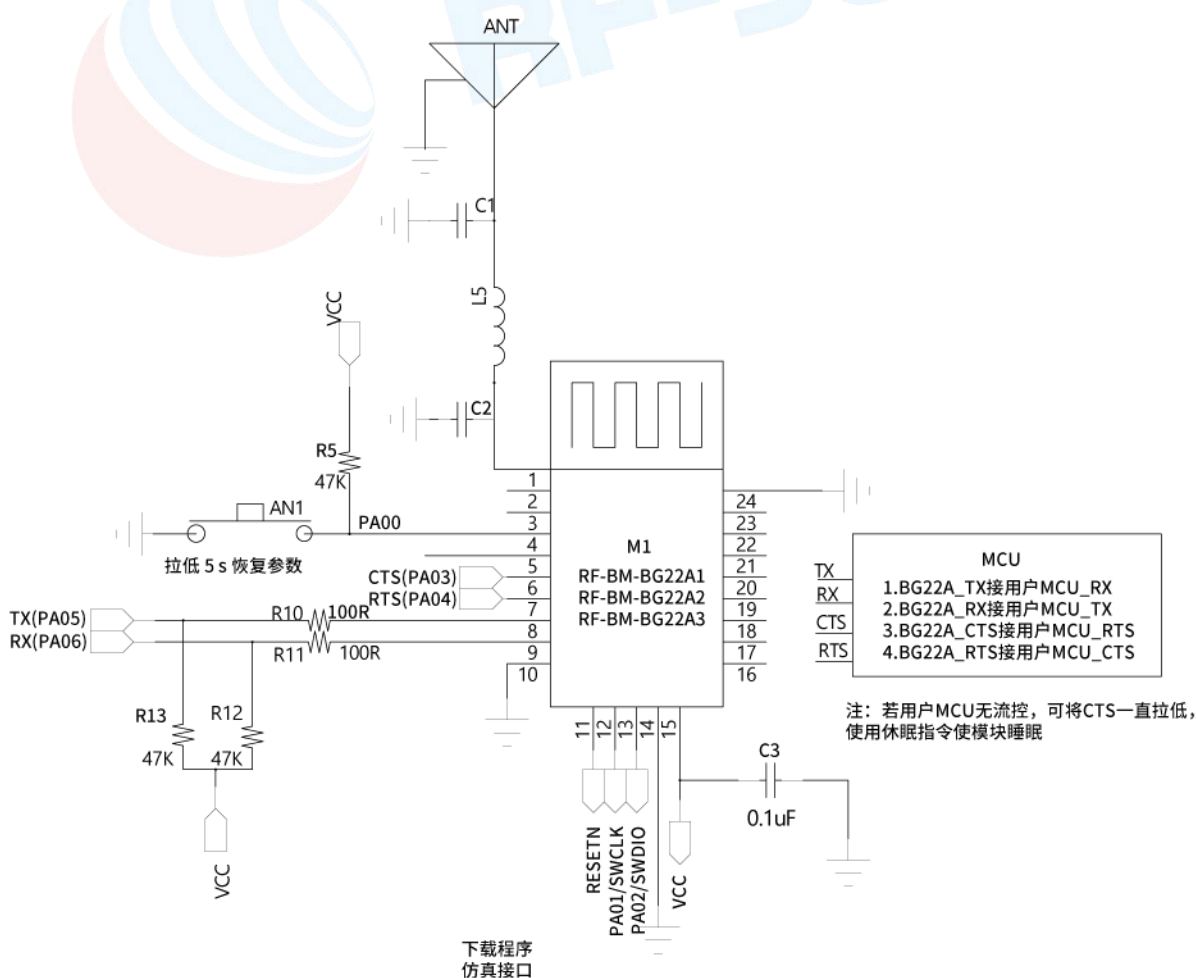 ANT
C1
L5
VCC
C2
R5
47K
AN1
PA00
拉低 5 s 恢复参数
CTS(PA03)
RTS(PA04)
TX(PA05)
RX(PA06)
R10
100R
R11
100R
R13
47K
R12
47K
VCC
1
2
3
4
5
6
7
8
9
10
M1
RF-BM-BG22A1
RF-BM-BG22A2
RF-BM-BG22A3
24
23
22
21
20
19
18
17
16
11
12
13
14
15
RESETN
PA01/SWCLK
PA02/SWDIO
VCC
C3
0.1uF
下载程序
仿真接口
TX
RX
CTS
RTS
MCU
1.BG22A_TX接用户MCU_RX
2.BG22A_RX接用户MCU_TX
3.BG22A_CTS接用户MCU_RTS
4.BG22A_RTS接用户MCU_CTS
注：若用户MCU无流控，可将CTS一直拉低，
使用休眠指令使模块睡眠